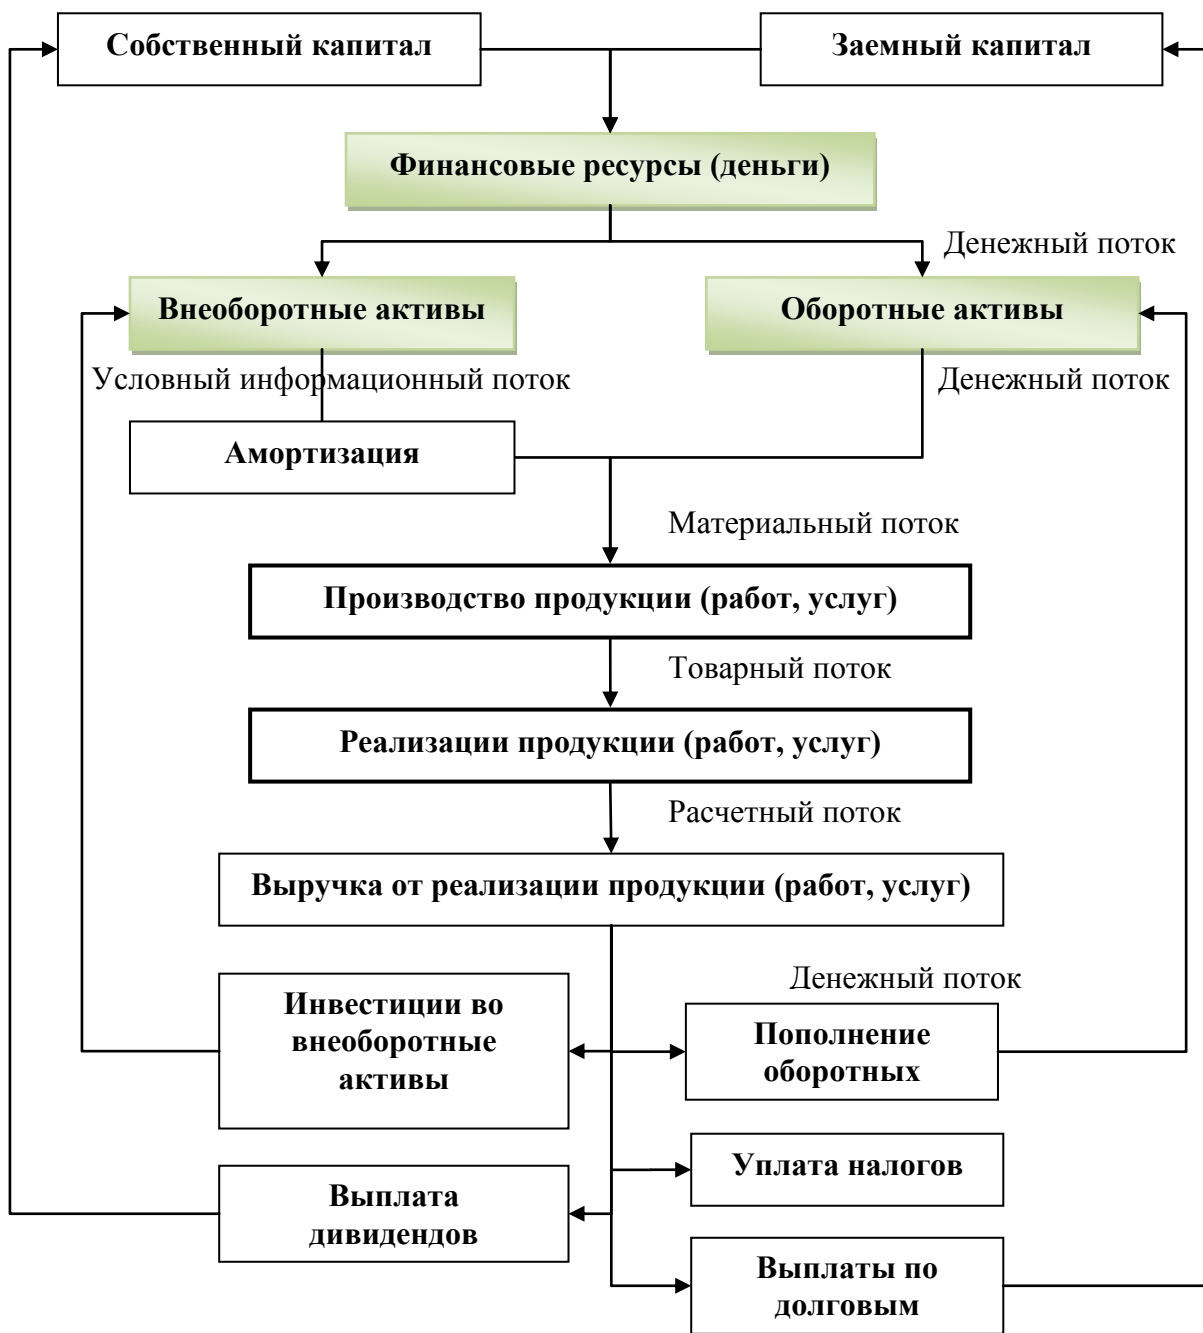 Собственный капитал
Заемный капитал
Финансовые ресурсы (деньги)
Денежный поток
Внеоборотные активы
Оборотные активы
Условный информационный поток
Денежный поток
Амортизация
Материальный поток
Производство продукции (работ, услуг)
Товарный поток
Реализации продукции (работ, услуг)
Расчетный поток
Выручка от реализации продукции (работ, услуг)
Денежный поток
Инвестиции во
внеоборотные
активы
Пополнение
оборотных
Уплата налогов
Выплата
дивидендов
Выплаты по
долговым